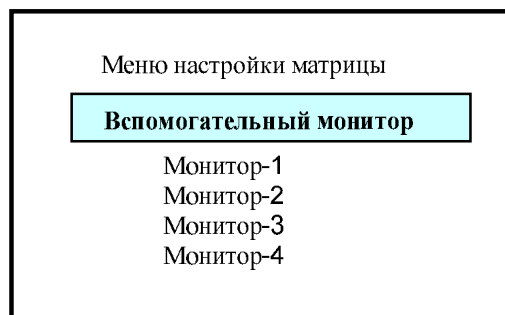 Меню настройки матрицы
Вспомогательный монитор
Монитор-1
Монитор-2
Монитор-3
Монитор-4